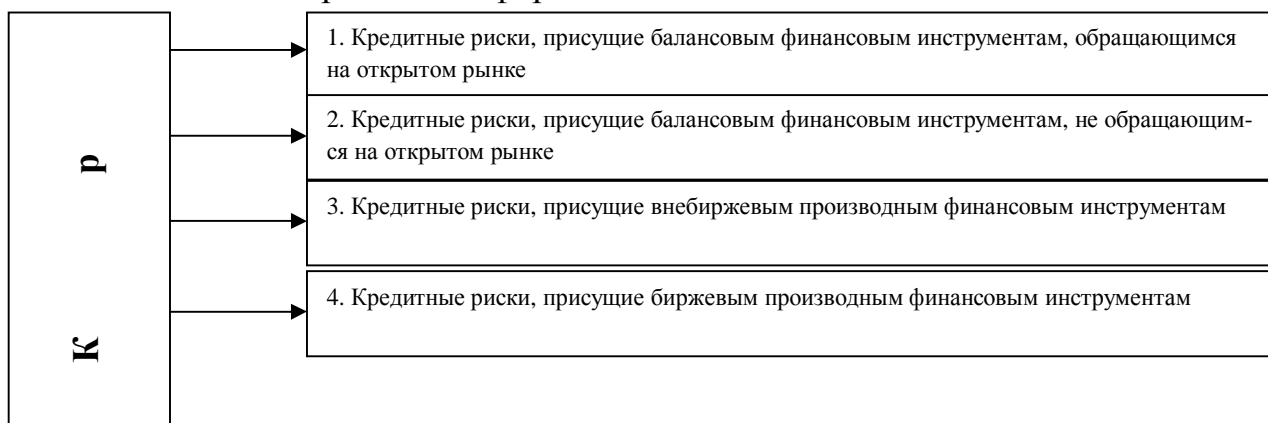 1. Кредитные риски, присущие балансовым финансовым инструментам, обращающимся
на открытом рынке
2. Кредитные риски, присущие балансовым финансовым инструментам, не обращающим-
ся на открытом рынке
3. Кредитные риски, присущие внебиржевым производным финансовым инструментам
4. Кредитные риски, присущие биржевым производным финансовым инструментам
К
р